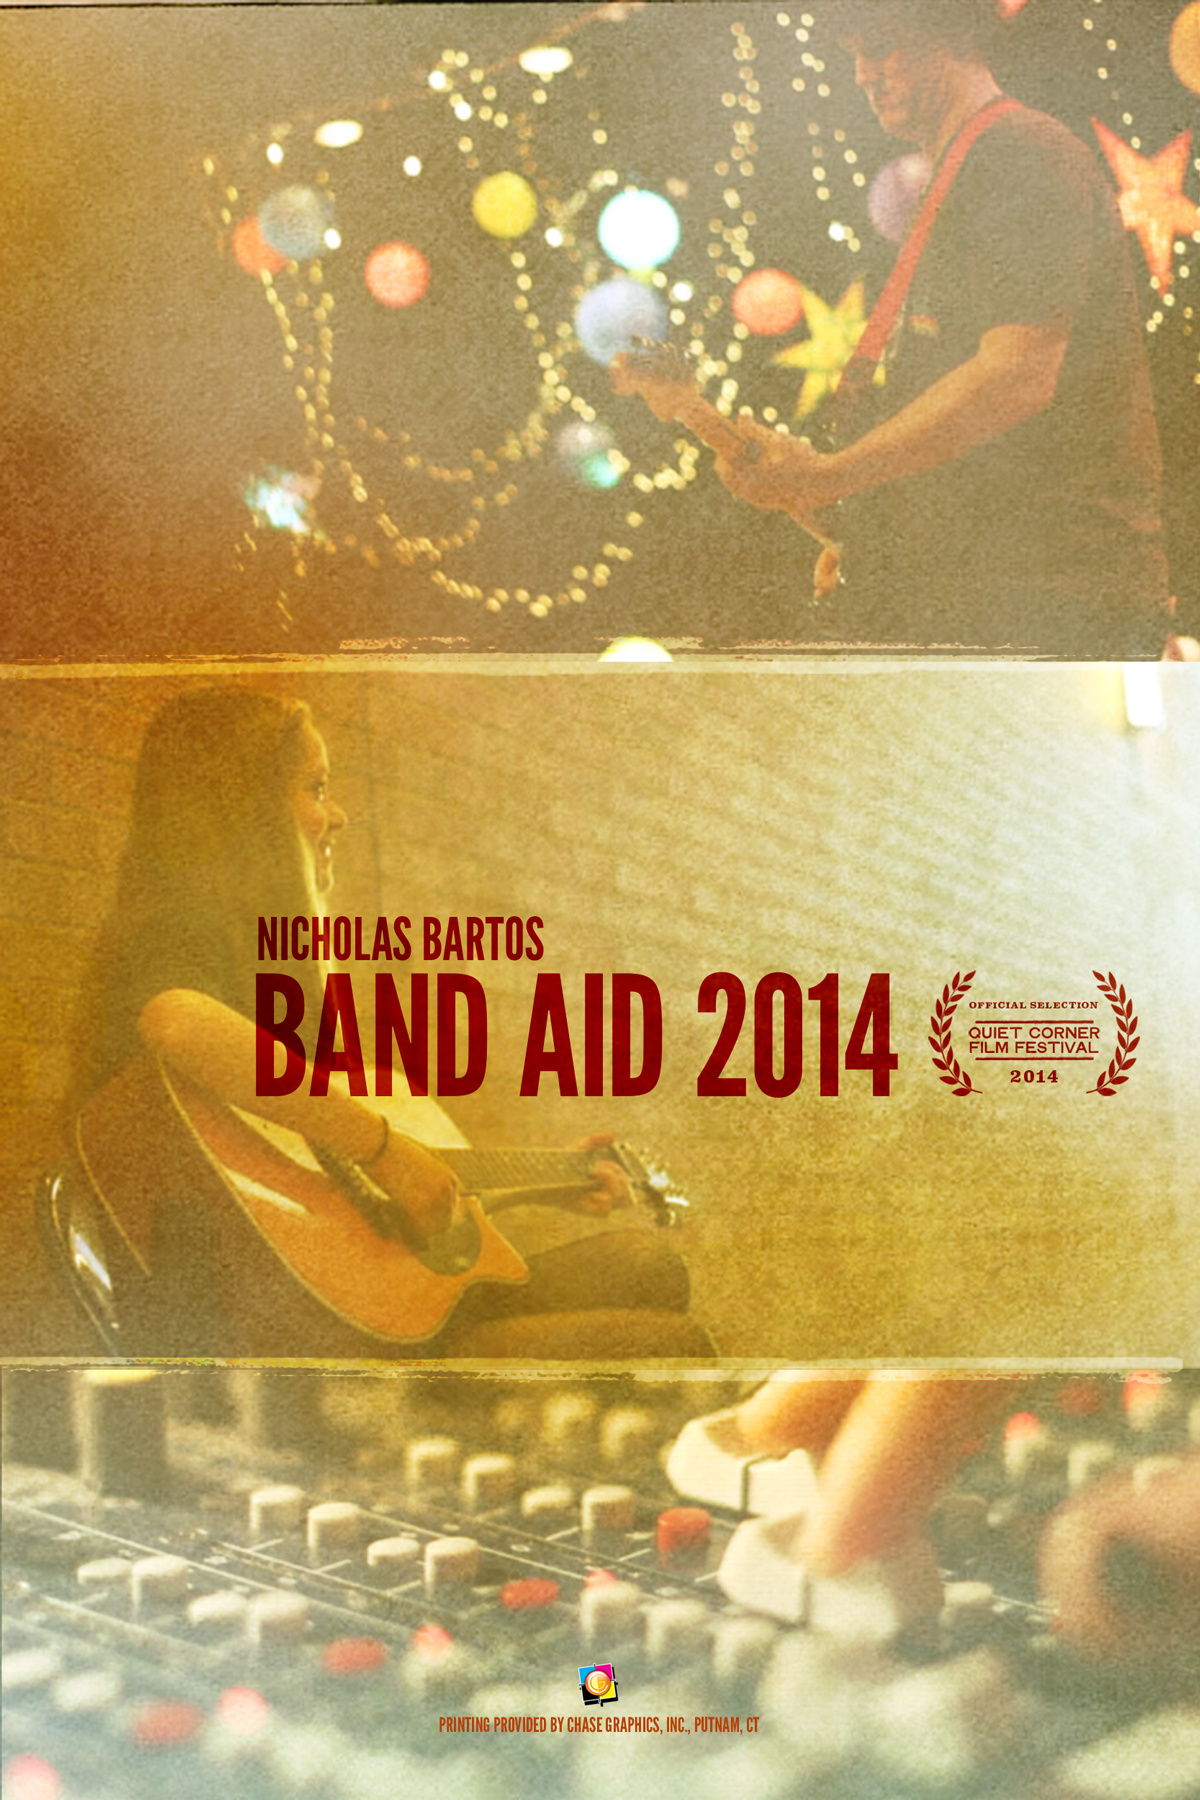 NICHOLAS BARTOS
BAND AID 2014
OFFICIAL SELECTION
QUIET CORNER
FILM FESTIVAL
2014
PRINTING PROVIDED BY CHASE GRAPHICS, INC., PUTNAM, CT